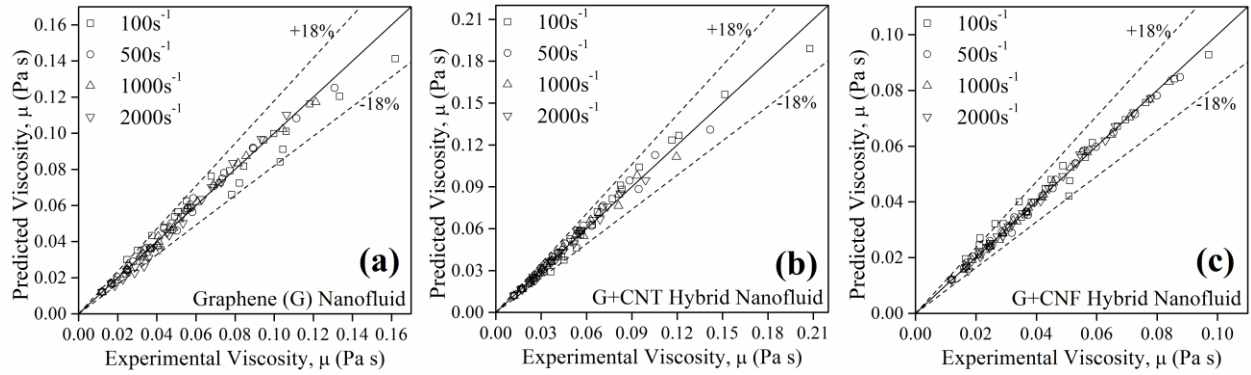 0.16
0.14
0.12
0.10
0.08
0.06
0.04
0.02
0.00
0.00 0.02 0.04 0.06 0.08 0.10 0.12 0.14 0.16
Predicted Viscosity, μ (Pa s)
Experimental Viscosity, μ (Pa s)
100s⁻¹
500s⁻¹
1000s⁻¹
2000s⁻¹
+18%
-18%
(a)
Graphene (G) Nanofluid
0.21
0.18
0.15
0.12
0.09
0.06
0.03
0.00
0.00 0.03 0.06 0.09 0.12 0.15 0.18 0.21
Predicted Viscosity, μ (Pa s)
Experimental Viscosity, μ (Pa s)
100s⁻¹
500s⁻¹
1000s⁻¹
2000s⁻¹
+18%
-18%
(b)
G+CNT Hybrid Nanofluid
0.10
0.08
0.06
0.04
0.02
0.00
0.00 0.02 0.04 0.06 0.08 0.10
Predicted Viscosity, μ (Pa s)
Experimental Viscosity, μ (Pa s)
100s⁻¹
500s⁻¹
1000s⁻¹
2000s⁻¹
+18%
-18%
(c)
G+CNF Hybrid Nanofluid